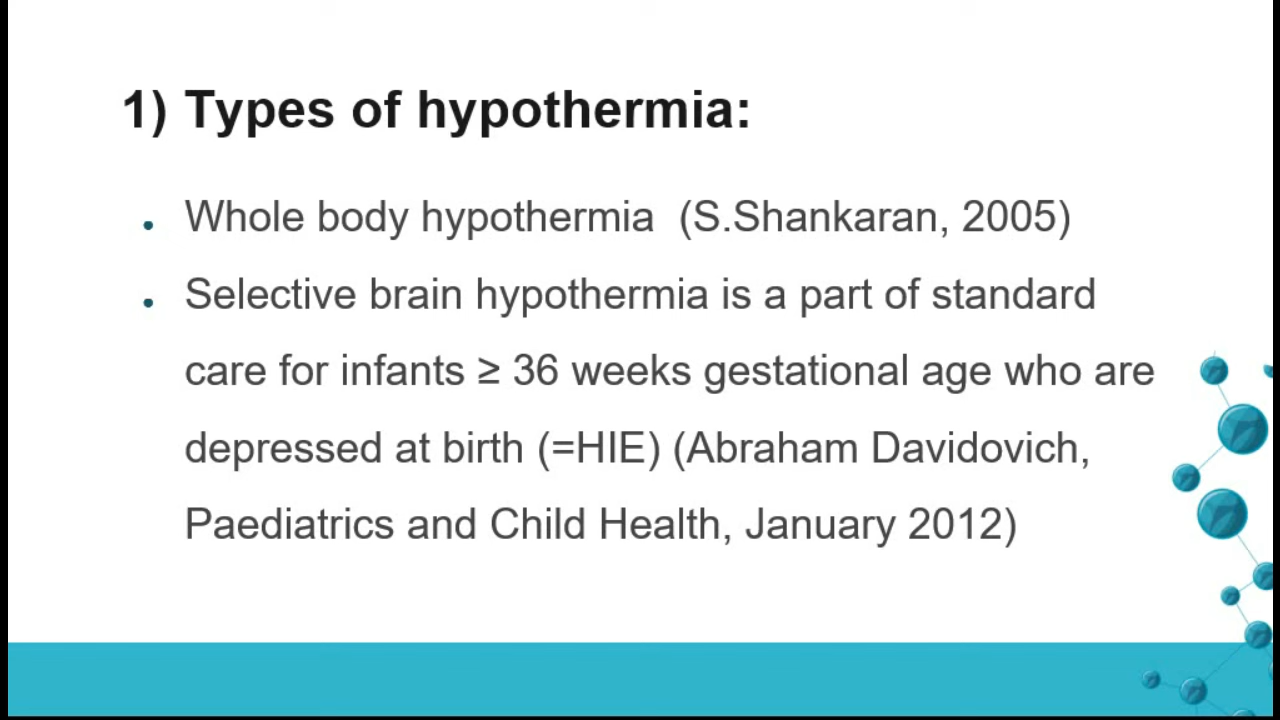 1) Types of hypothermia:
. Whole body hypothermia (S.Shankaran, 2005)
. Selective brain hypothermia is a part of standard
care for infants ≥ 36 weeks gestational age who are
depressed at birth (=HIE) (Abraham Davidovich,
Paediatrics and Child Health, January 2012)